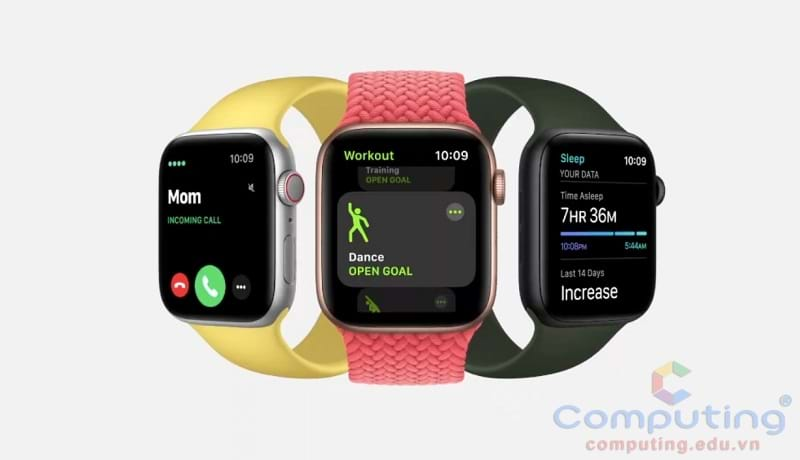 10:09
Mom
INCOMING CALL
Workout
10:09
Training
OPEN GOAL
Dance
OPEN GOAL
Sleep
10:09
YOUR DATA
Time Asleep
7HR 36M
10:08PM
5:44AM
Last 14 Days
Increase
Computing®
computing.edu.vn